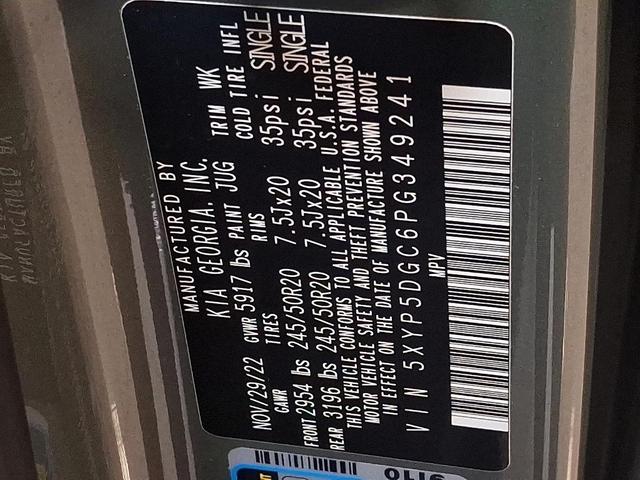 MANUFACTURED BY
KIA GEORGIA, INC.
NOV/29/22 GVWR 5917 lbs PAINT JUG TRIM WK
GAWR TIRES RIMS COLD TIRE INFL
FRONT 2954 lbs 245/50R20 7.5Jx20 35psi SINGLE
REAR 3196 lbs 245/50R20 7.5Jx20 35psi SINGLE
THIS VEHICLE CONFORMS TO ALL APPLICABLE U.S.A. FEDERAL
MOTOR VEHICLE SAFETY AND THEFT PREVENTION STANDARDS
IN EFFECT ON THE DATE OF MANUFACTURE SHOWN ABOVE
VIN 5XYP5DGC6PG349241
MPV